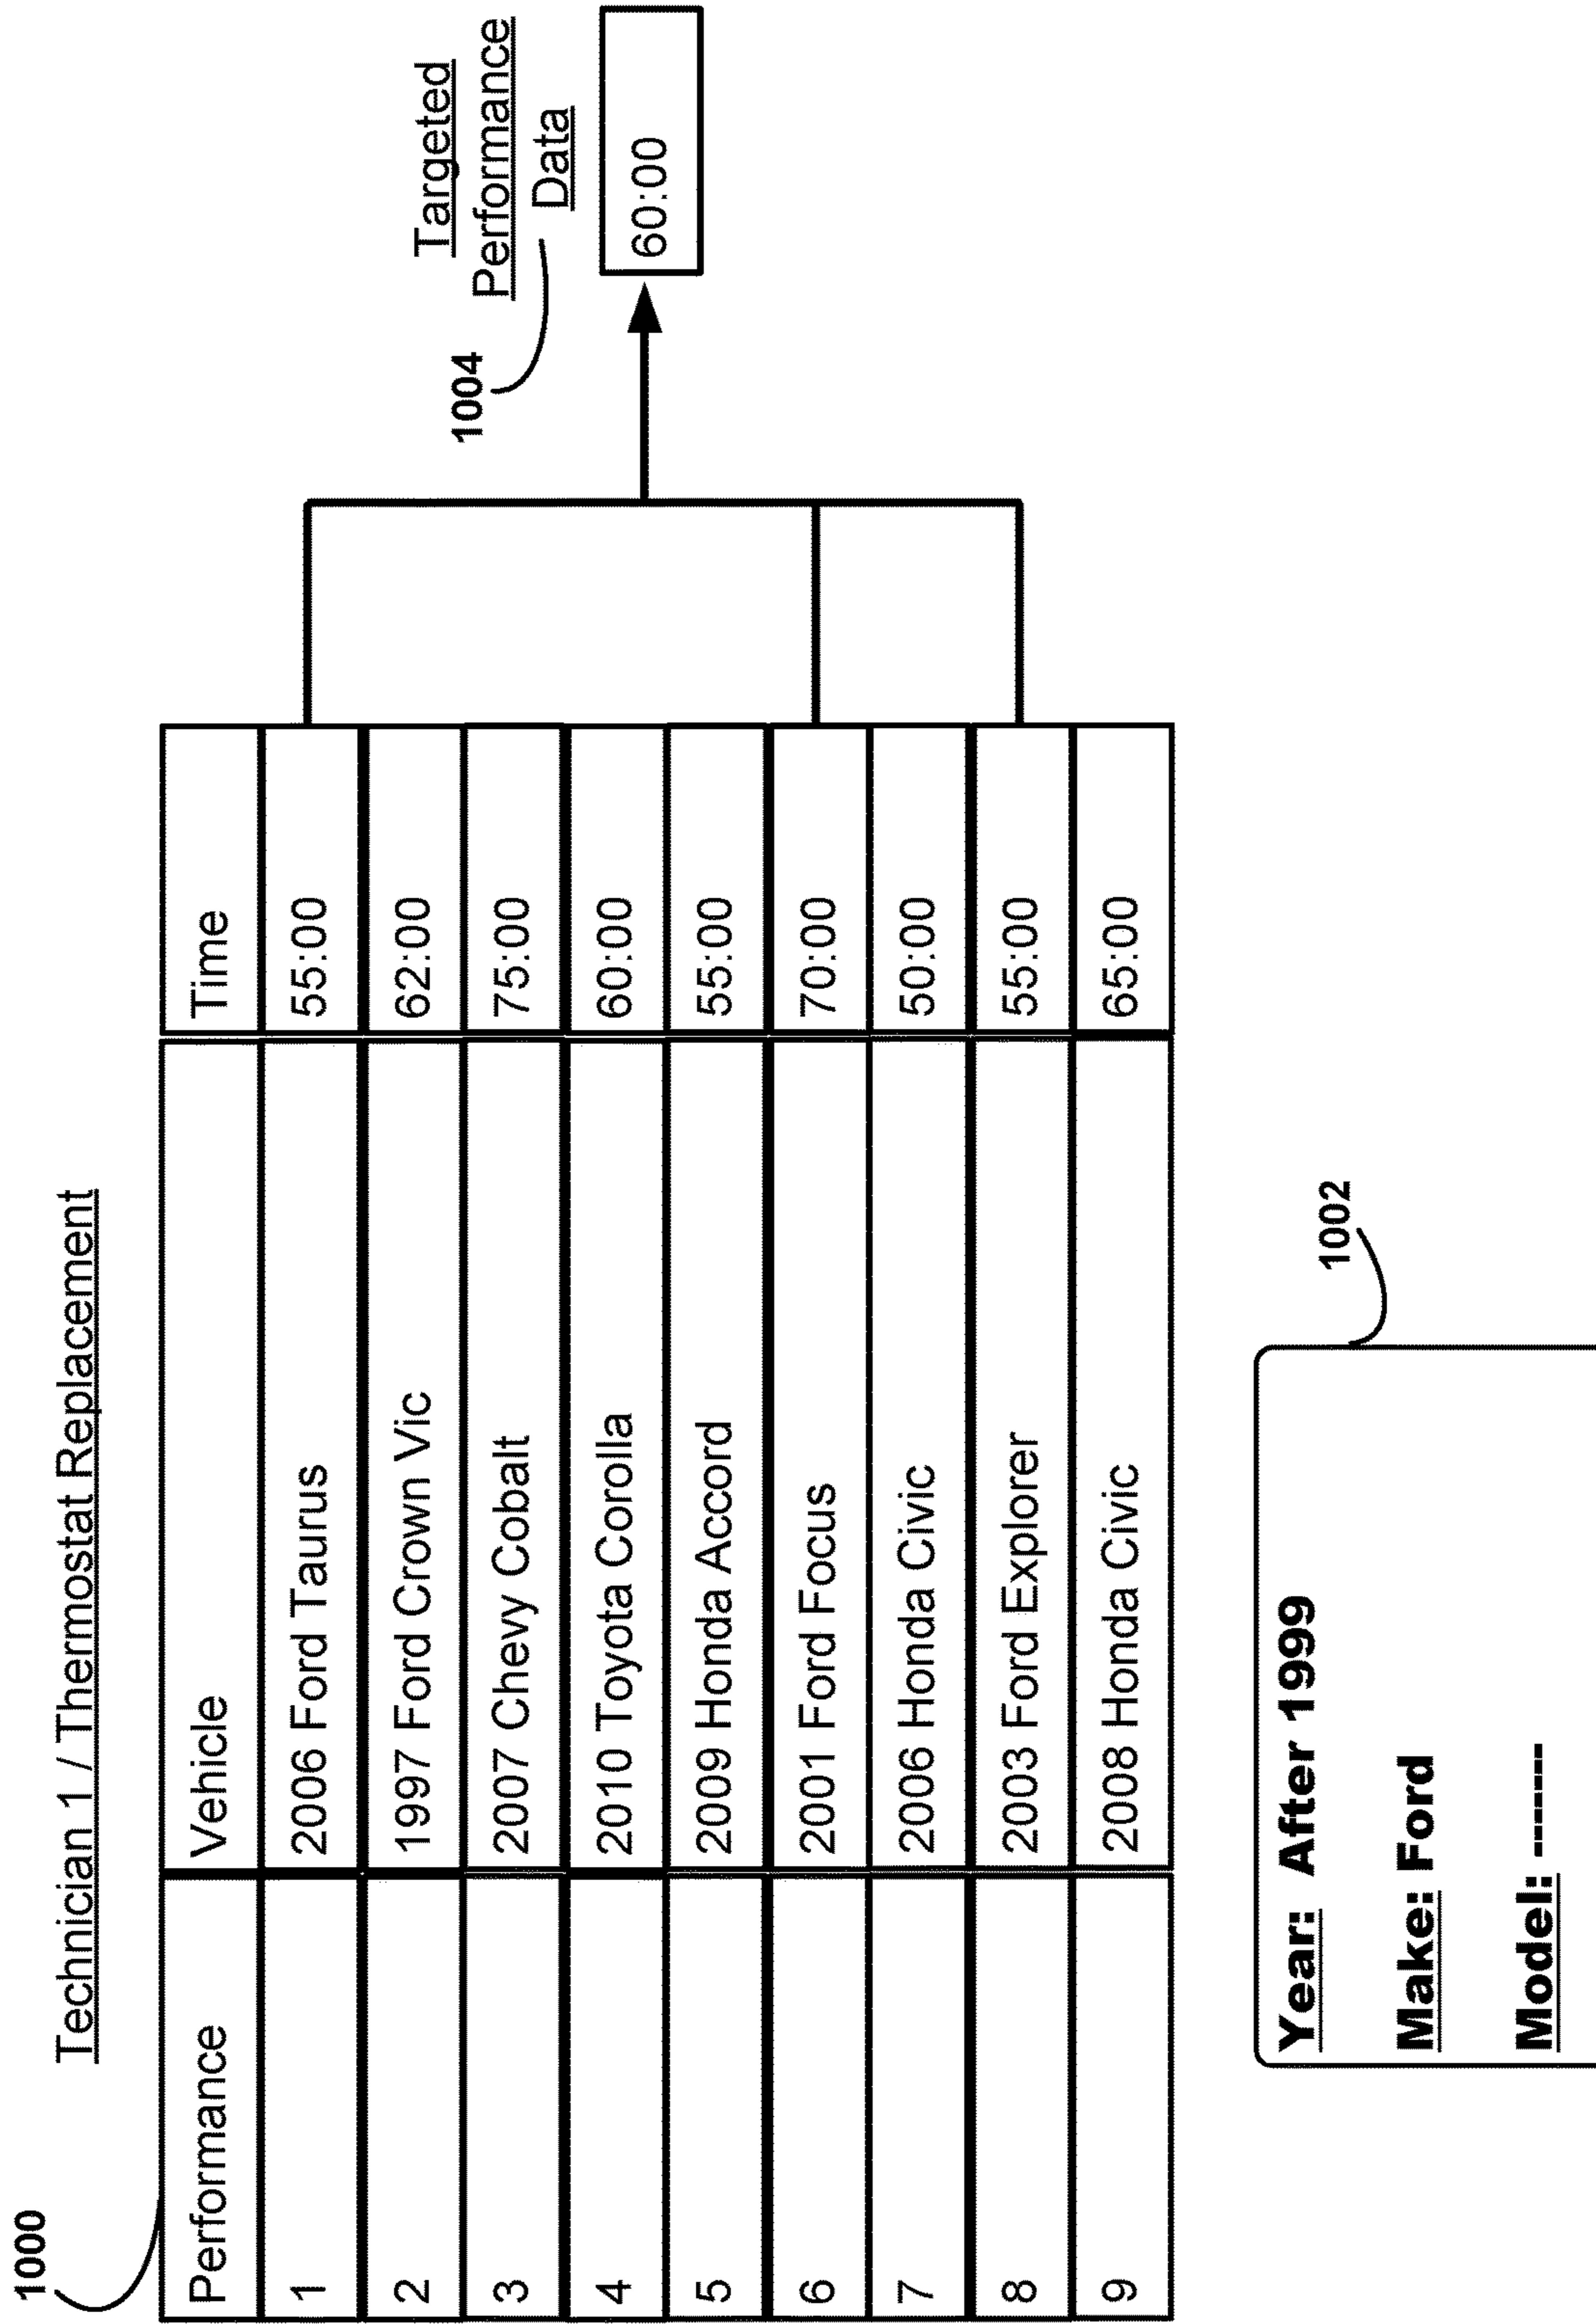 1000
Technician 1 / Thermostat Replacement
Performance Vehicle Time
1 2006 Ford Taurus 55:00
2 1997 Ford Crown Vic 62:00
3 2007 Chevy Cobalt 75:00
4 2010 Toyota Corolla 60:00
5 2009 Honda Accord 55:00
6 2001 Ford Focus 70:00
7 2006 Honda Civic 50:00
8 2003 Ford Explorer 55:00
9 2008 Honda Civic 65:00
1004
Targeted
Performance
Data
60:00
1002
Year: After 1999
Make: Ford
Model: -------